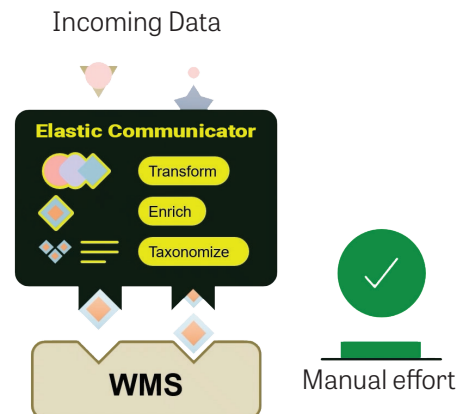 Incoming Data
Elastic Communicator
Transform
Enrich
Taxonomize
WMS
Manual effort